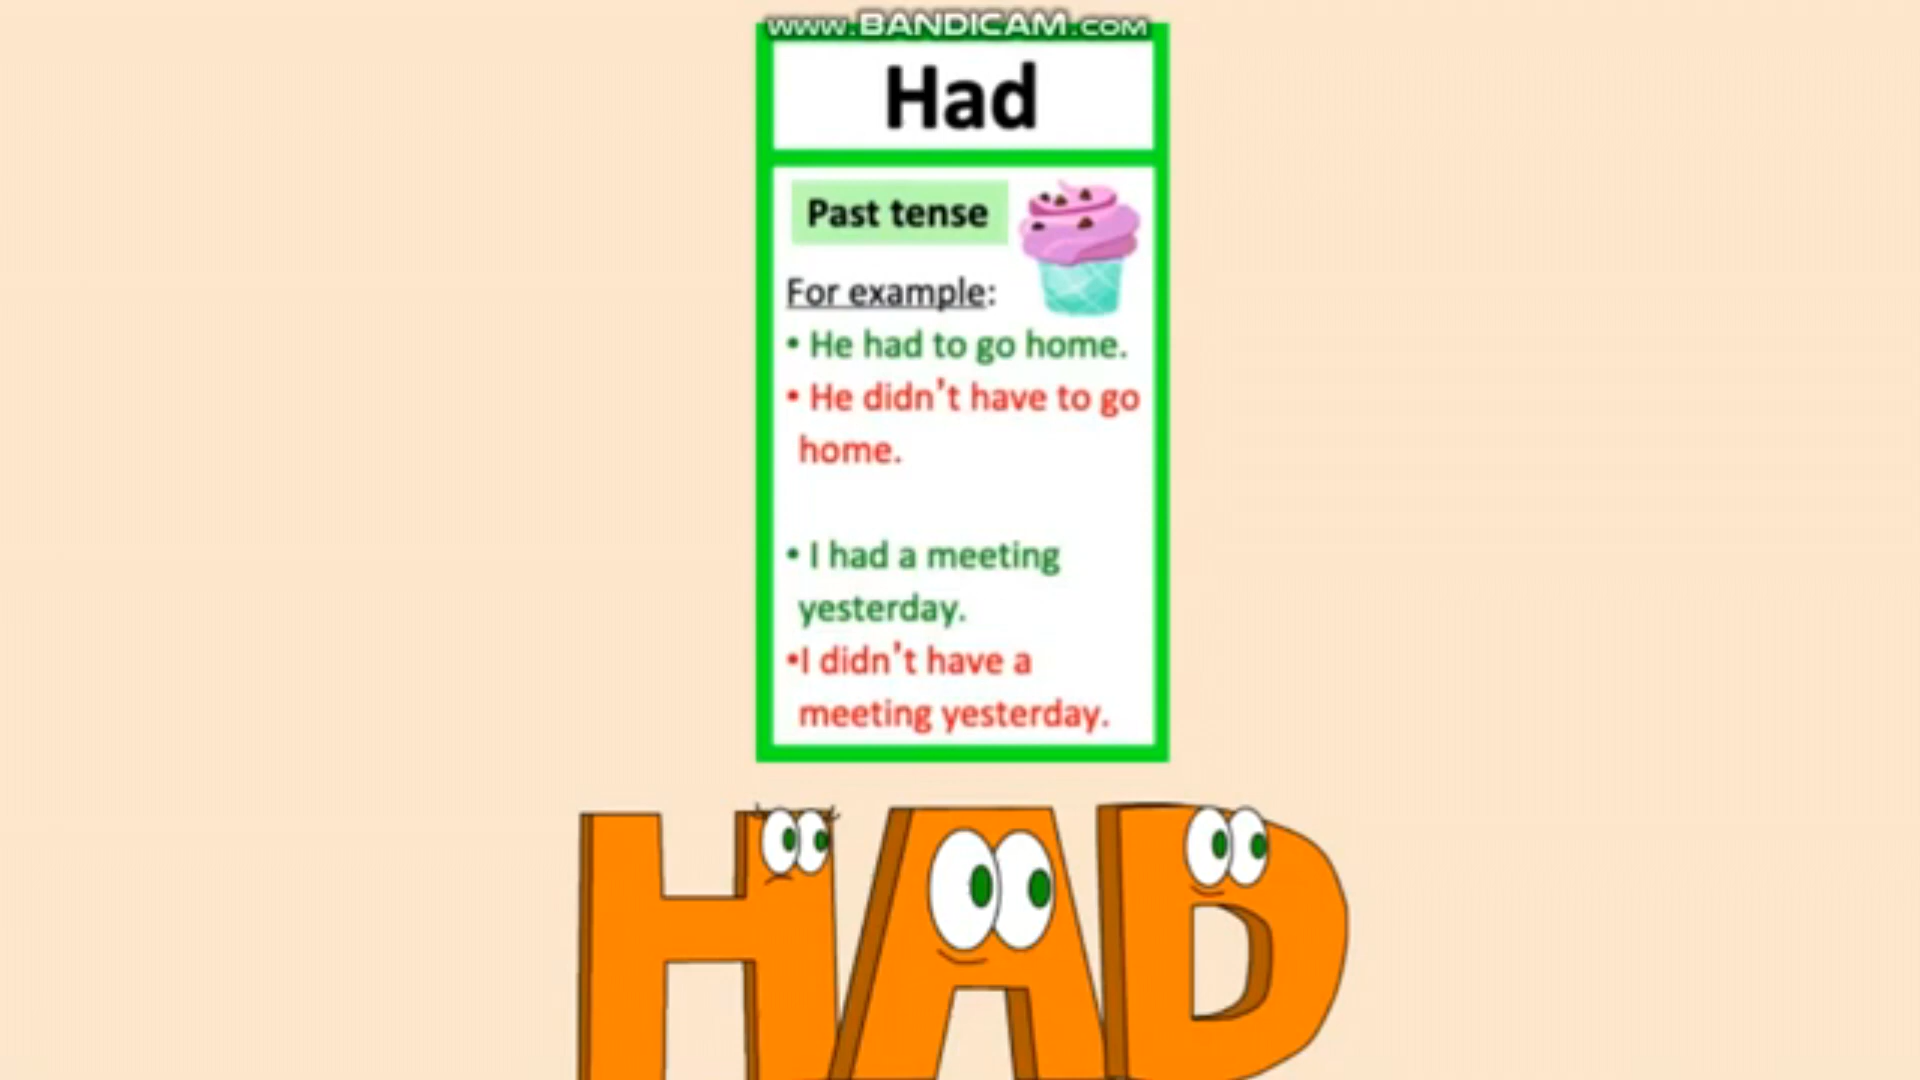 www.BANDICAM.com
Had
Past tense
For example:
• He had to go home.
• He didn't have to go
home.
• I had a meeting
yesterday.
•I didn't have a
meeting yesterday.
HAD